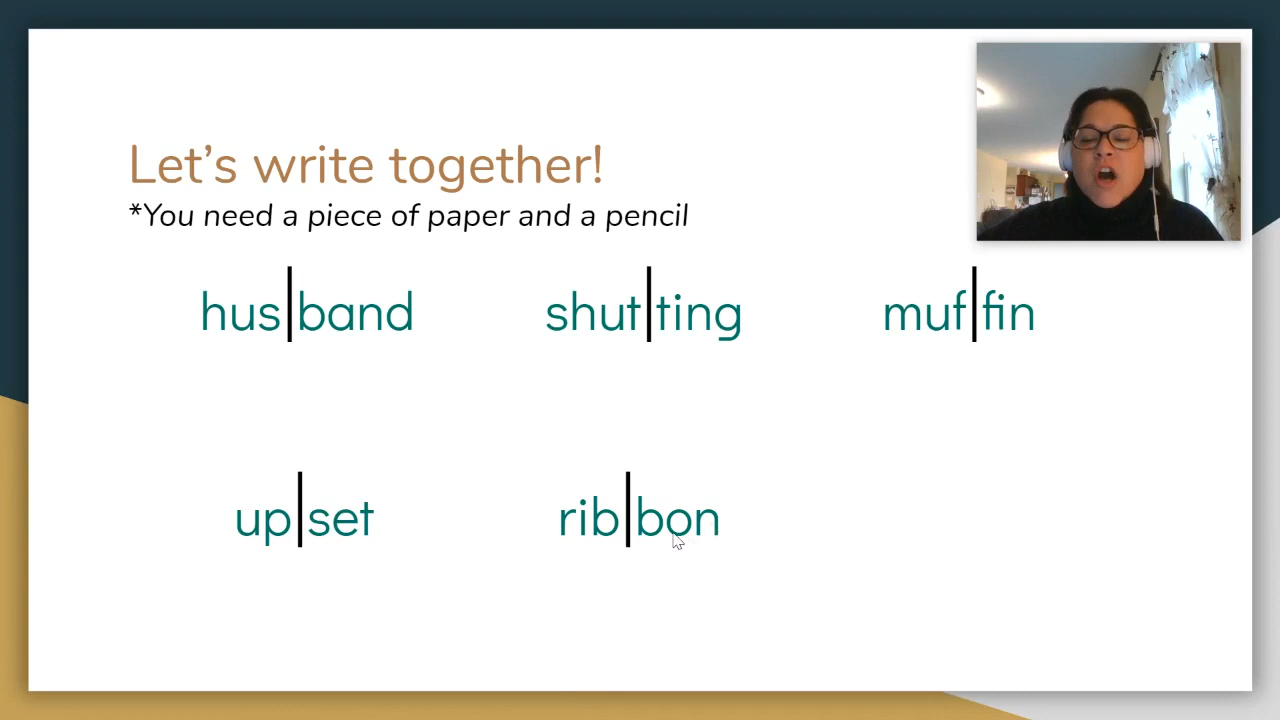 Let's write together!
*You need a piece of paper and a pencil
hus|band shut|ting muf|fin
up|set rib|bon